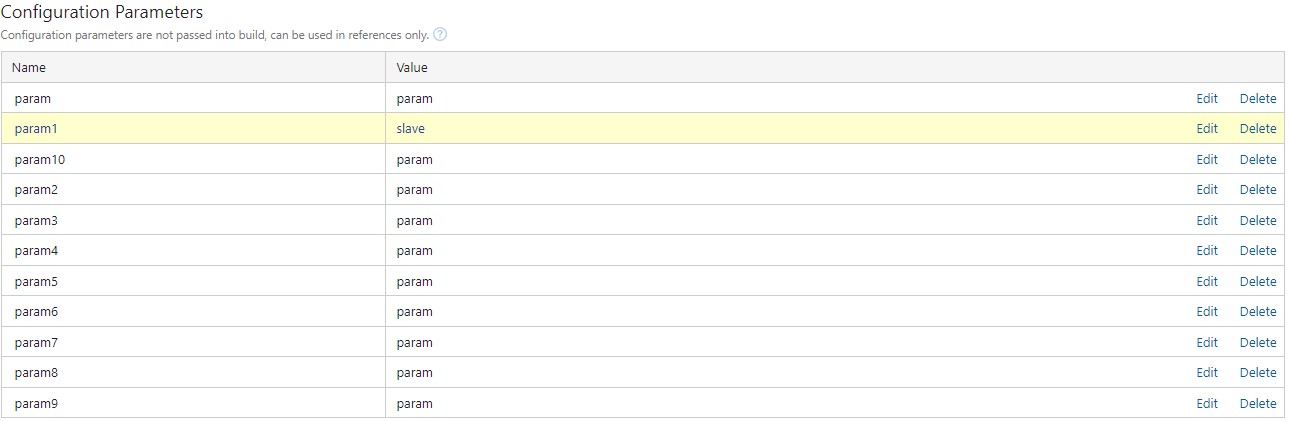 Configuration Parameters
Configuration parameters are not passed into build, can be used in references only. ?
Name Value
param param Edit Delete
param1 slave Edit Delete
param10 param Edit Delete
param2 param Edit Delete
param3 param Edit Delete
param4 param Edit Delete
param5 param Edit Delete
param6 param Edit Delete
param7 param Edit Delete
param8 param Edit Delete
param9 param Edit Delete